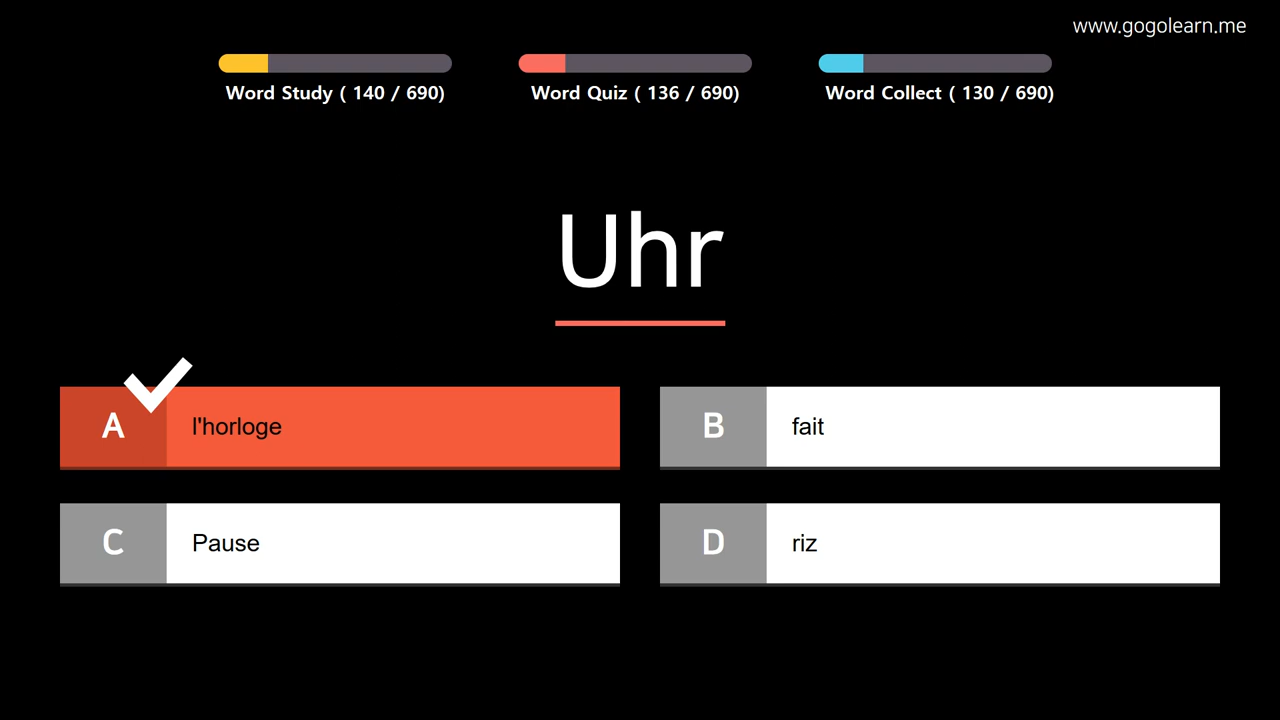 www.gogolearn.me
Word Study ( 140 / 690)
Word Quiz ( 136 / 690)
Word Collect ( 130 / 690)
Uhr
A l'horloge
B fait
C Pause
D riz